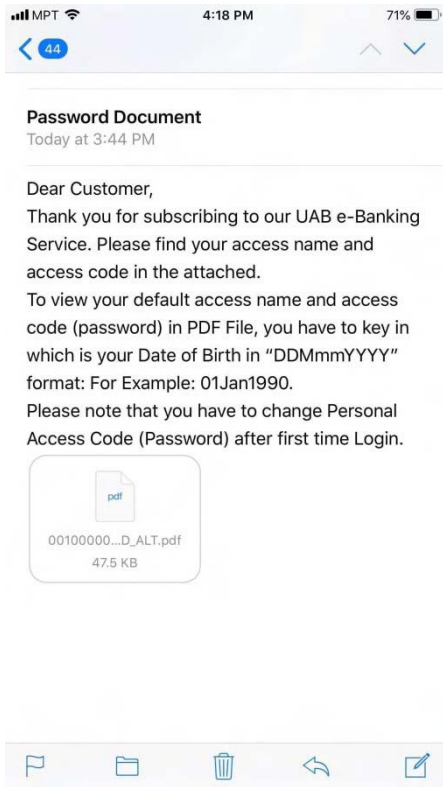 MPT 4:18 PM 71%
44
Password Document
Today at 3:44 PM
Dear Customer,
Thank you for subscribing to our UAB e-Banking
Service. Please find your access name and
access code in the attached.
To view your default access name and access
code (password) in PDF File, you have to key in
which is your Date of Birth in “DDMmmYYYY”
format: For Example: 01Jan1990.
Please note that you have to change Personal
Access Code (Password) after first time Login.
pdf
00100000...D_ALT.pdf
47.5 KB